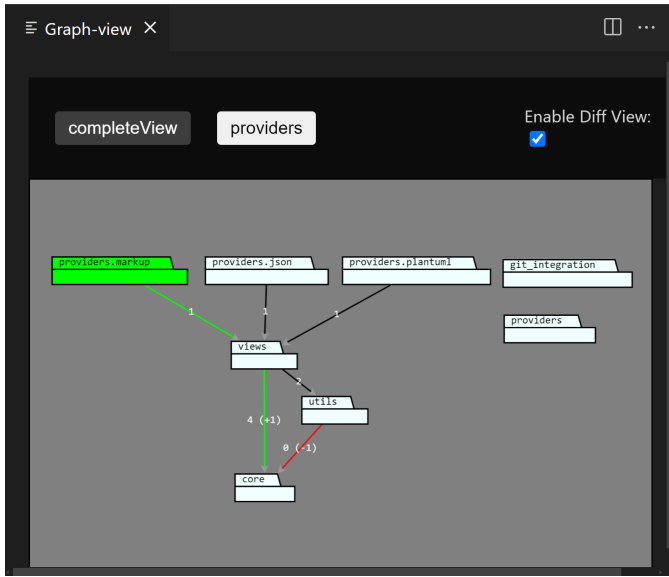 Graph-view
completeView
providers
Enable Diff View:
providers.markup
providers.json
providers.plantuml
git_integration
providers
1
1
1
views
2
utils
4 (+1)
0 (-1)
core